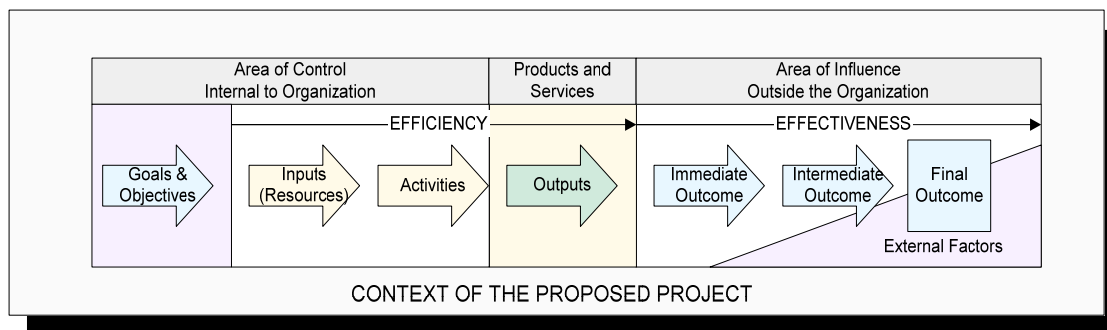 Area of Control
Internal to Organization
Products and
Services
Area of Influence
Outside the Organization
EFFICIENCY
EFFECTIVENESS
Goals &
Objectives
Inputs
(Resources)
Activities
Outputs
Immediate
Outcome
Intermediate
Outcome
Final
Outcome
External Factors
CONTEXT OF THE PROPOSED PROJECT